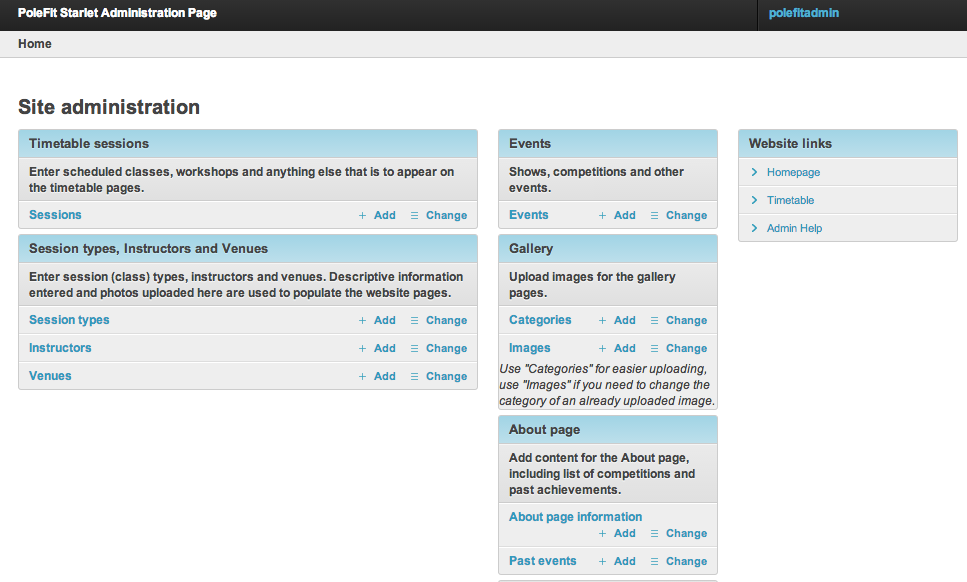 PoleFit Starlet Administration Page
polefitadmin
Home
Site administration
Timetable sessions
Enter scheduled classes, workshops and anything else that is to appear on
the timetable pages.
Sessions Add Change
Session types, Instructors and Venues
Enter session (class) types, instructors and venues. Descriptive information
entered and photos uploaded here are used to populate the website pages.
Session types Add Change
Instructors Add Change
Venues Add Change
Events
Shows, competitions and other
events.
Events Add Change
Gallery
Upload images for the gallery
pages.
Categories Add Change
Images Add Change
Use "Categories" for easier uploading,
use "Images" if you need to change the
category of an already uploaded image.
About page
Add content for the About page,
including list of competitions and
past achievements.
About page information
Add Change
Past events Add Change
Website links
Homepage
Timetable
Admin Help